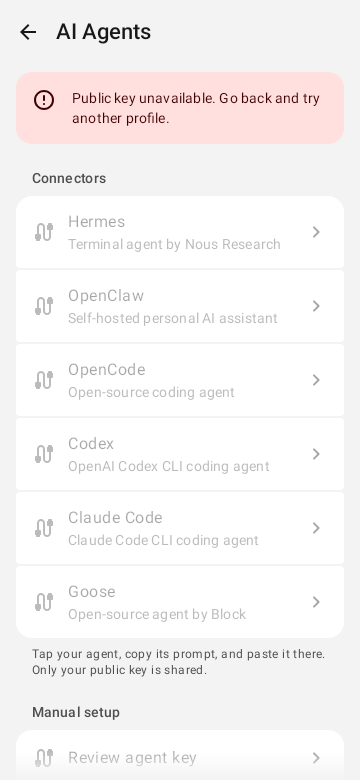 AI Agents
Public key unavailable. Go back and try
another profile.
Connectors
Hermes
Terminal agent by Nous Research
OpenClaw
Self-hosted personal AI assistant
OpenCode
Open-source coding agent
Codex
OpenAI Codex CLI coding agent
Claude Code
Claude Code CLI coding agent
Goose
Open-source agent by Block
Tap your agent, copy its prompt, and paste it there.
Only your public key is shared.
Manual setup
Review agent key